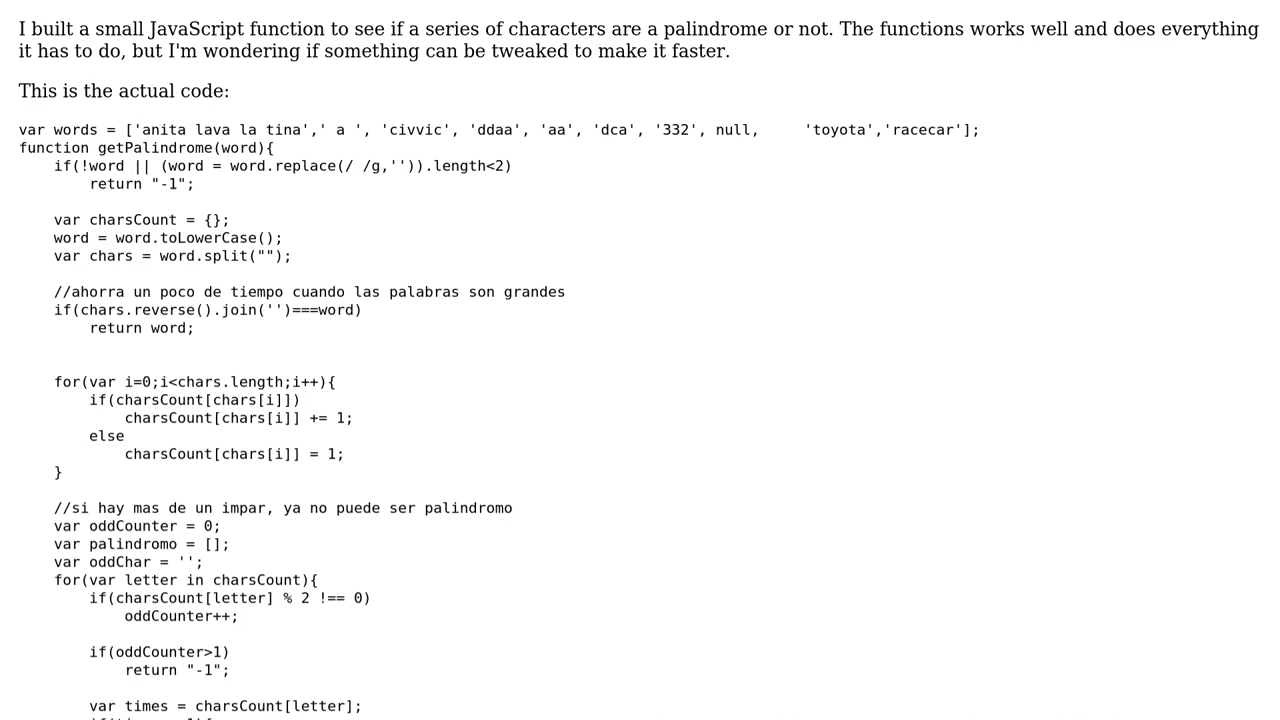 I built a small JavaScript function to see if a series of characters are a palindrome or not. The functions works well and does everything
it has to do, but I'm wondering if something can be tweaked to make it faster.
This is the actual code:
var words = ['anita lava la tina',' a ', 'civvic', 'ddaa', 'aa', 'dca', '332', null,     'toyota','racecar'];
function getPalindrome(word){
    if(!word || (word = word.replace(/ /g,'')).length<2)
        return "-1";
    var charsCount = {};
    word = word.toLowerCase();
    var chars = word.split("");
    //ahorra un poco de tiempo cuando las palabras son grandes
    if(chars.reverse().join('')===word)
        return word;
    for(var i=0;i<chars.length;i++){
        if(charsCount[chars[i]])
            charsCount[chars[i]] += 1;
        else
            charsCount[chars[i]] = 1;
    }
    //si hay mas de un impar, ya no puede ser palindromo
    var oddCounter = 0;
    var palindromo = [];
    var oddChar = '';
    for(var letter in charsCount){
        if(charsCount[letter] % 2 !== 0)
            oddCounter++;
        if(oddCounter>1)
            return "-1";
        var times = charsCount[letter];